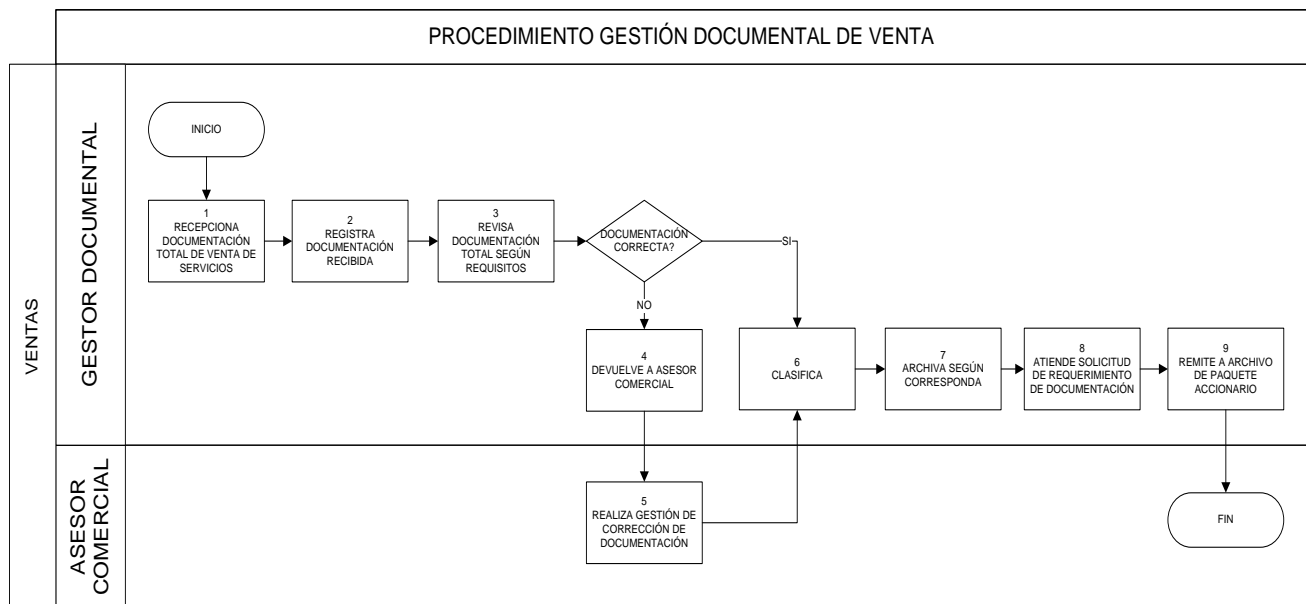 PROCEDIMIENTO GESTIÓN DOCUMENTAL DE VENTA
VENTAS
GESTOR DOCUMENTAL
INICIO
1
RECEPCIONA
DOCUMENTACIÓN
TOTAL DE VENTA DE
SERVICIOS
2
REGISTRA
DOCUMENTACIÓN
RECIBIDA
3
REVISA
DOCUMENTACIÓN
TOTAL SEGÚN
REQUISITOS
DOCUMENTACIÓN
CORRECTA?
SI
NO
4
DEVUELVE A ASESOR
COMERCIAL
6
CLASIFICA
7
ARCHIVA SEGÚN
CORRESPONDA
8
ATIENDE SOLICITUD
DE REQUERIMIENTO
DE DOCUMENTACIÓN
9
REMITE A ARCHIVO
DE PAQUETE
ACCIONARIO
ASESOR
COMERCIAL
5
REALIZA GESTIÓN DE
CORRECCIÓN DE
DOCUMENTACIÓN
FIN